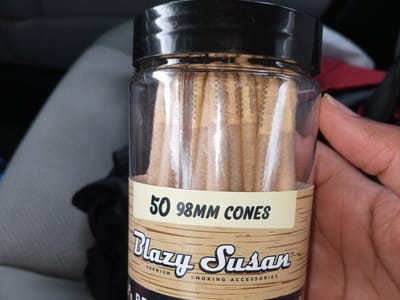 50 98MM CONES
Blazy Susan
PREMIUM SMOKING ACCESSORIES